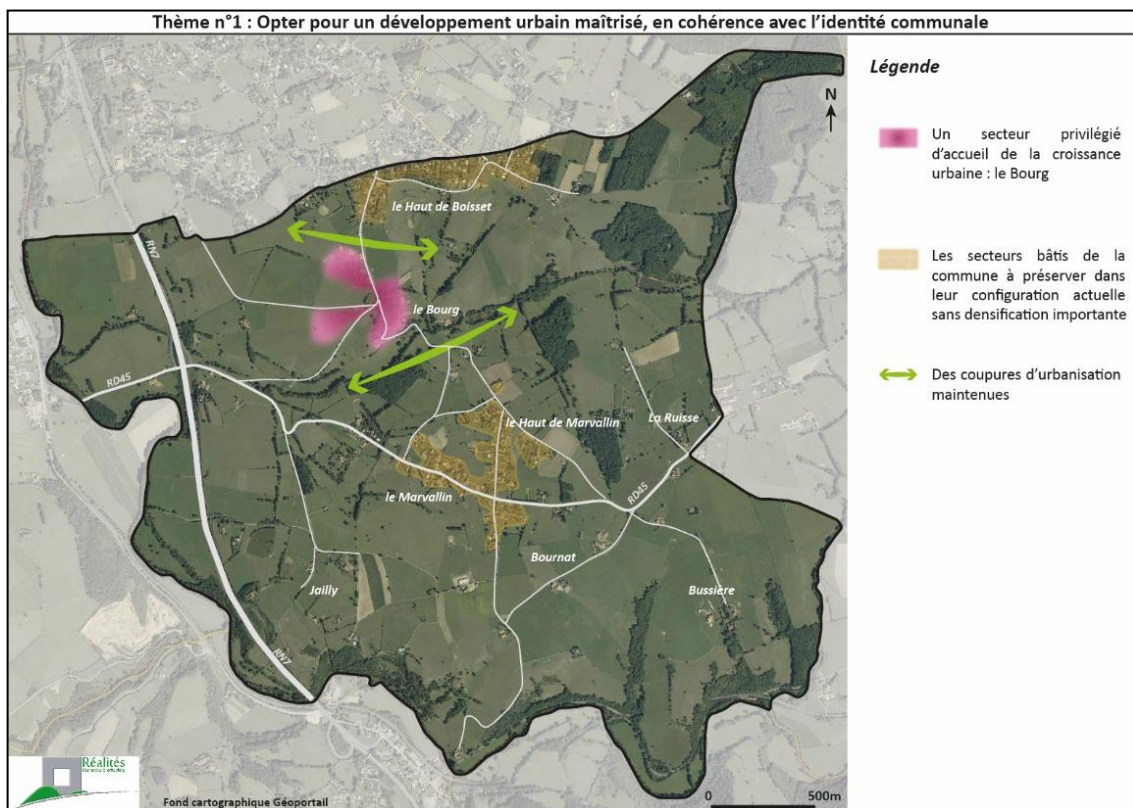 Thème n°1 : Opter pour un développement urbain maîtrisé, en cohérence avec l'identité communale
Légende
N
Un secteur privilégié
d'accueil de la croissance
urbaine : le Bourg
Les secteurs bâtis de la
commune à préserver dans
leur configuration actuelle
sans densification importante
Des coupures d'urbanisation
maintenues
le Haut de Boisset
RN7
le Bourg
RD45
le Haut de Marvallin
La Ruisse
le Marvallin
RD45
Bournat
Jailly
Bussière
RN7
Réalités
Bureau d'études
Fond cartographique Géoportail
0
500m